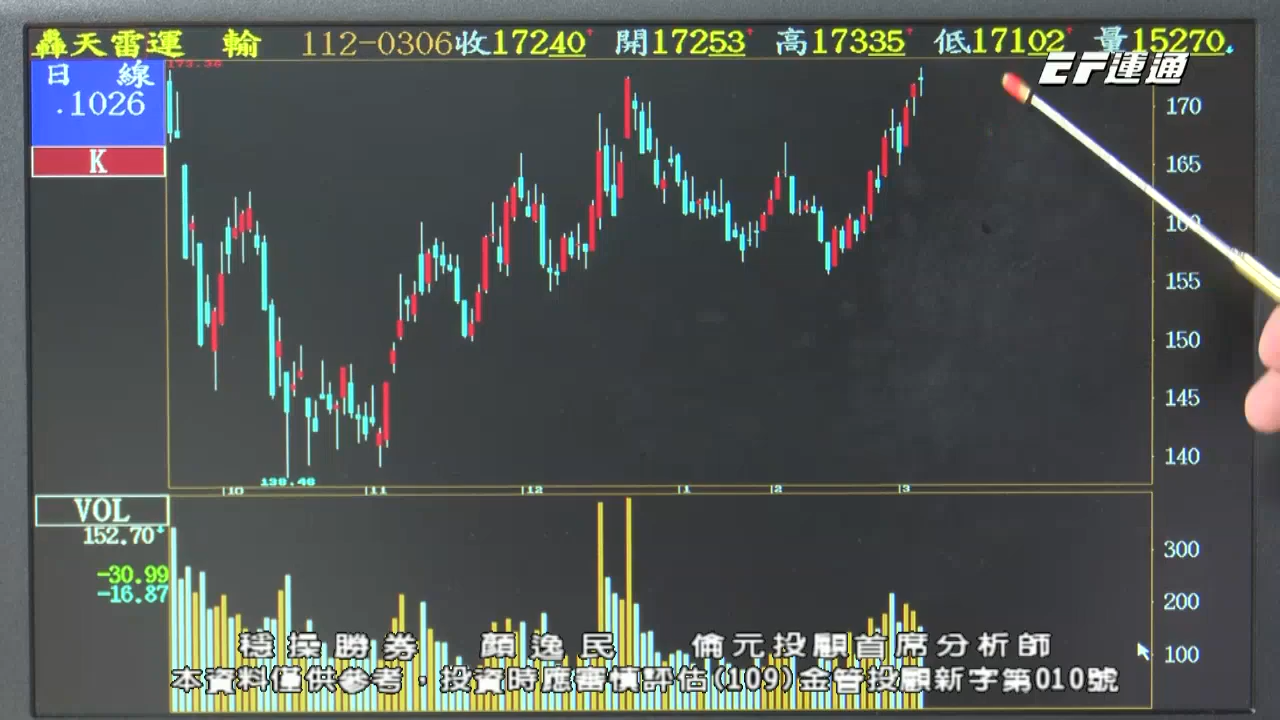 轟天雷運 輸 112-0306收17240 開17253 高17335 低17102 量15270
EF連通
日 線
.1026
K
173.36
170
165
160
155
150
145
140
138.46
10 11 12 1 2 3
VOL
152.70
-30.99
-16.87
300
200
100
穩操勝券 顏逸民 倫元投顧首席分析師
本資料僅供參考，投資時應審慎評估(109)金管投顧新字第010號